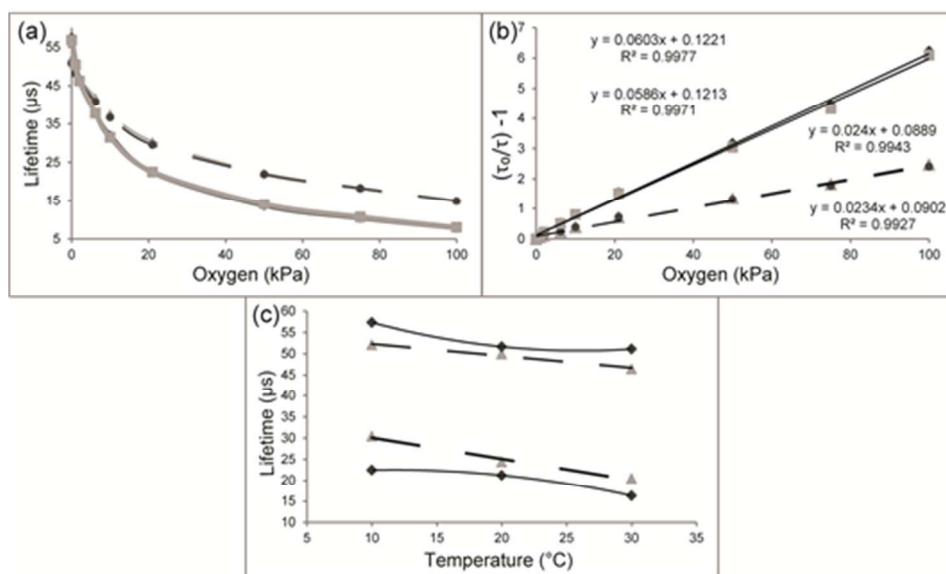 (a)
55
45
35
25
15
5
Lifetime (µs)
0 20 40 60 80 100
Oxygen (kPa)
(b)
7
6
5
4
3
2
1
0
(τ₀/τ) -1
y = 0.0603x + 0.1221
R² = 0.9977
y = 0.0586x + 0.1213
R² = 0.9971
y = 0.024x + 0.0889
R² = 0.9943
y = 0.0234x + 0.0902
R² = 0.9927
0 20 40 60 80 100
Oxygen (kPa)
(c)
60
55
50
45
40
35
30
25
20
15
10
Lifetime (µs)
5 10 15 20 25 30 35
Temperature (°C)